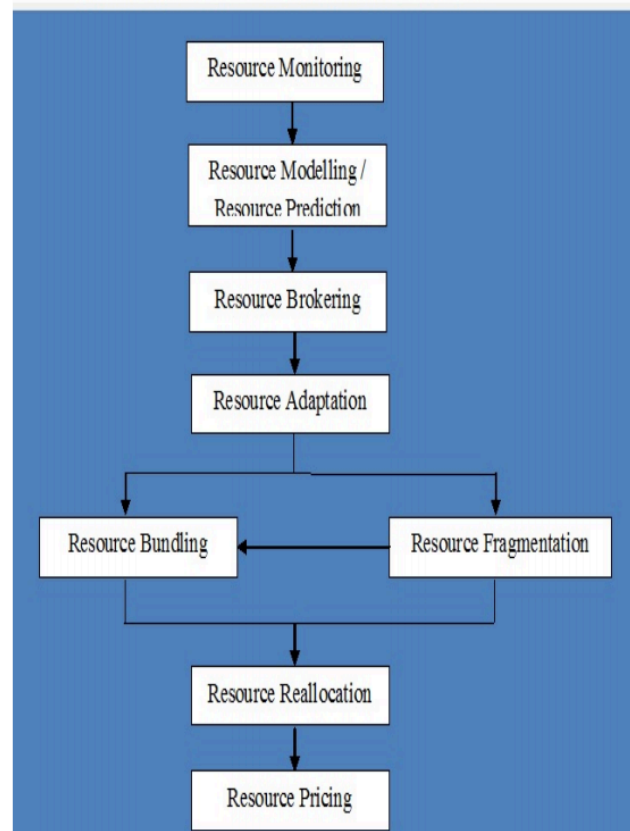 Resource Monitoring
Resource Modelling /
Resource Prediction
Resource Brokering
Resource Adaptation
Resource Bundling
Resource Fragmentation
Resource Reallocation
Resource Pricing